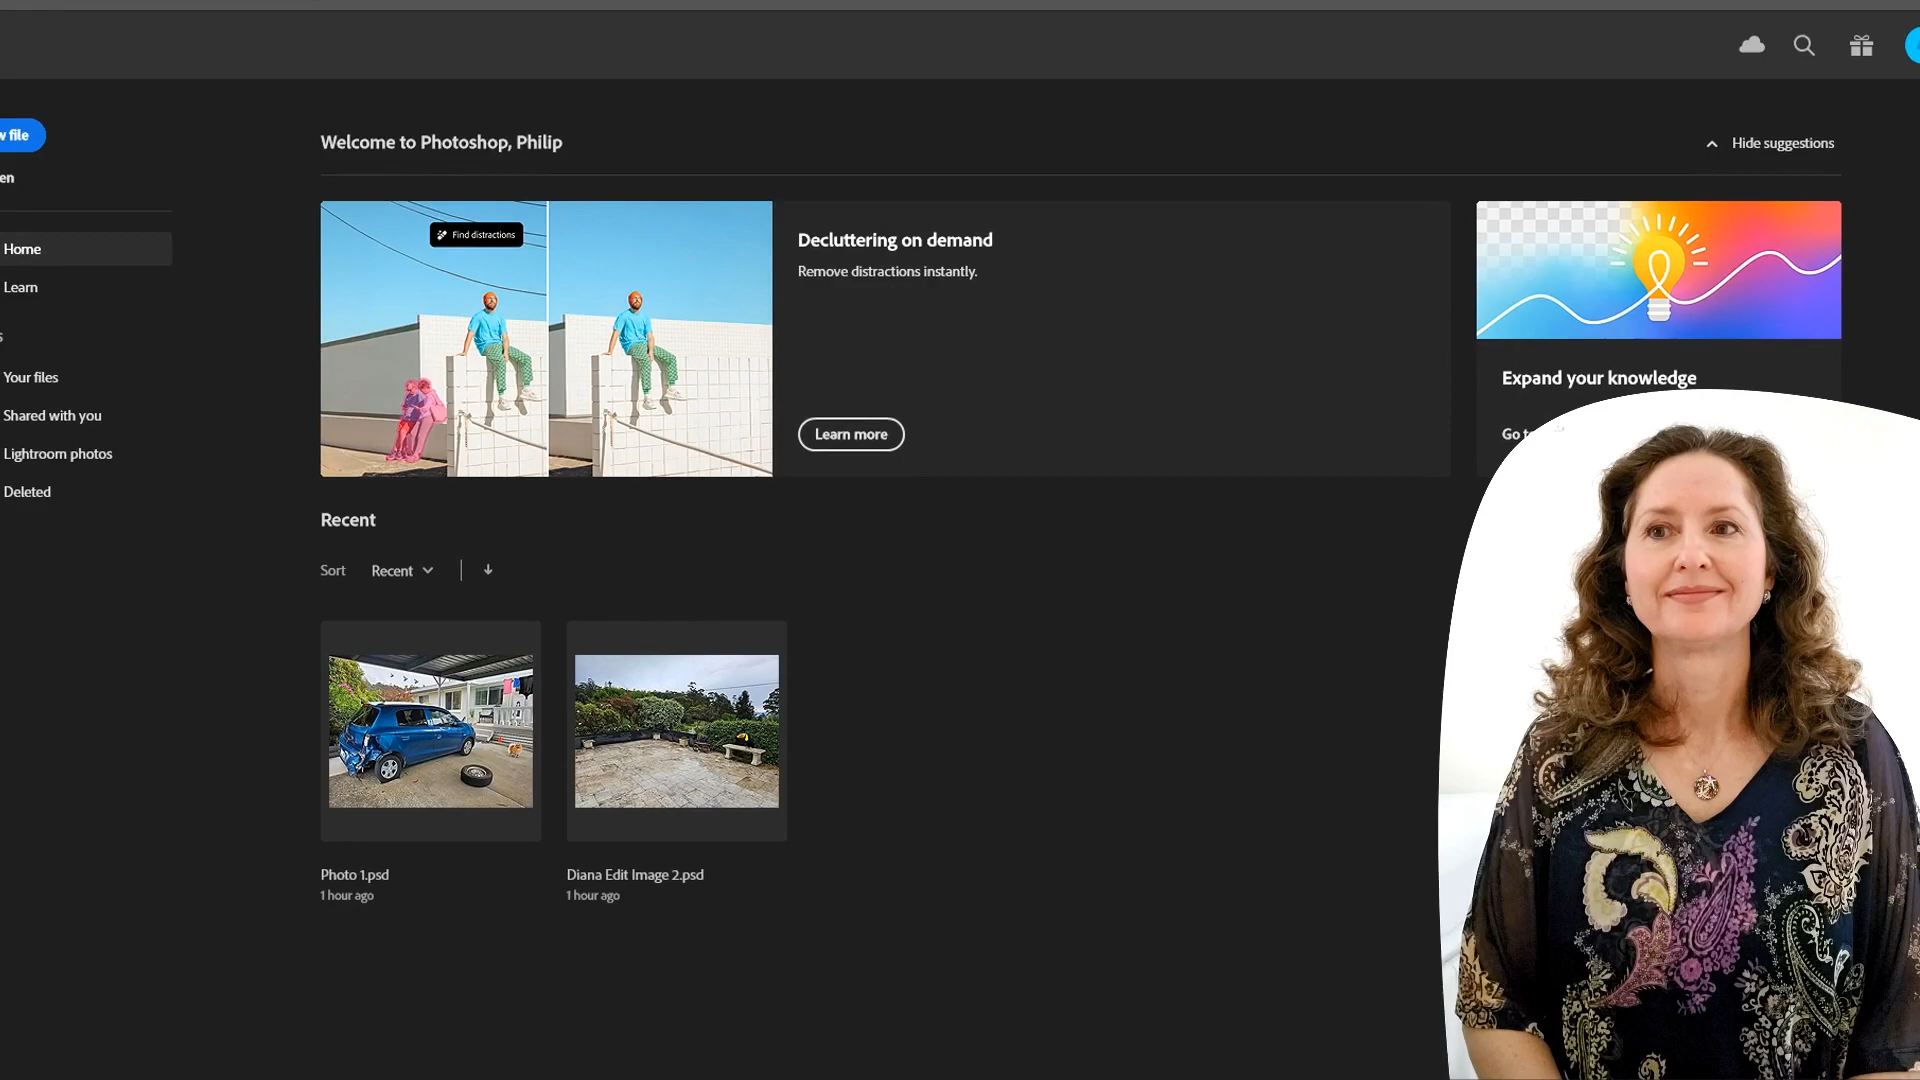 w file
en
Home
Learn
s
Your files
Shared with you
Lightroom photos
Deleted
Welcome to Photoshop, Philip
Hide suggestions
Find distractions
Decluttering on demand
Remove distractions instantly.
Learn more
Expand your knowledge
Go to
Recent
Sort Recent
Photo 1.psd
1 hour ago
Diana Edit Image 2.psd
1 hour ago